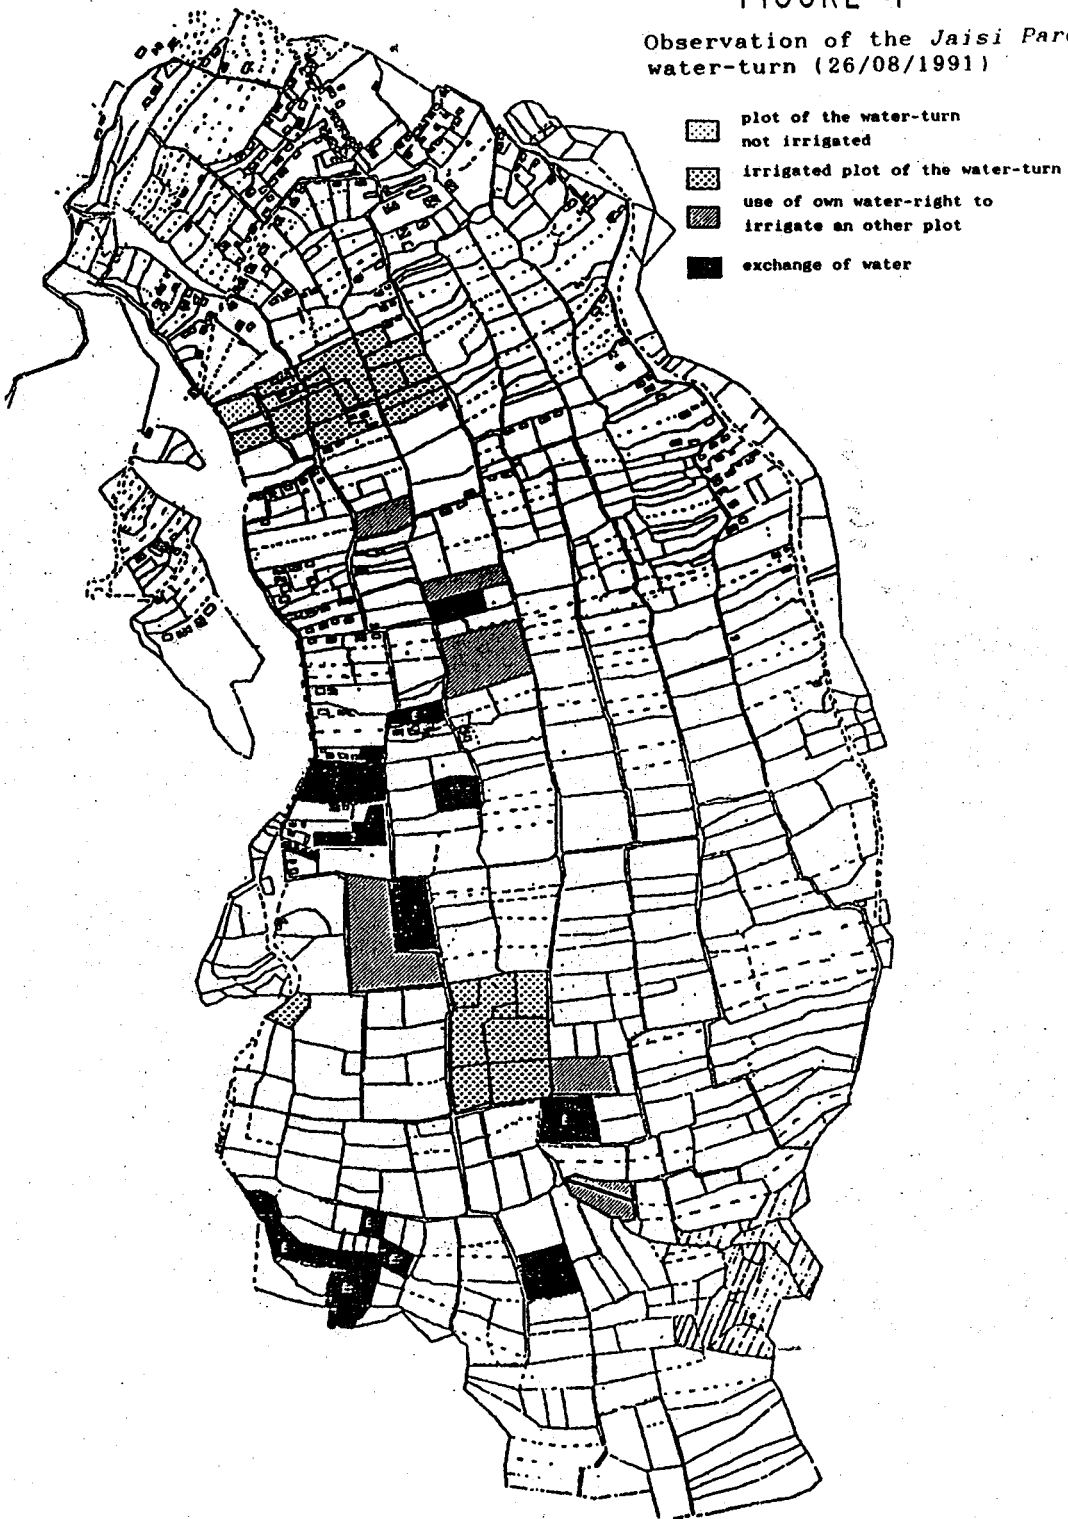 Observation of the Jaisi
water-turn (26/08/1991)
plot of the water-turn
not irrigated
irrigated plot of the water-turn
use of own water-right to
irrigate an other plot
exchange of water